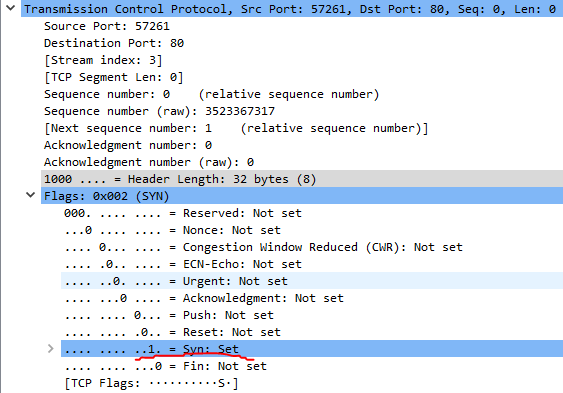 Transmission Control Protocol, Src Port: 57261, Dst Port: 80, Seq: 0, Len: 0
Source Port: 57261
Destination Port: 80
[Stream index: 3]
[TCP Segment Len: 0]
Sequence number: 0    (relative sequence number)
Sequence number (raw): 3523367317
[Next sequence number: 1    (relative sequence number)]
Acknowledgment number: 0
Acknowledgment number (raw): 0
1000 .... = Header Length: 32 bytes (8)
Flags: 0x002 (SYN)
000. .... .... = Reserved: Not set
...0 .... .... = Nonce: Not set
.... 0... .... = Congestion Window Reduced (CWR): Not set
.... .0.. .... = ECN-Echo: Not set
.... ..0. .... = Urgent: Not set
.... ...0 .... = Acknowledgment: Not set
.... .... 0... = Push: Not set
.... .... .0.. = Reset: Not set
.... .... ..1. = Syn: Set
.... .... ...0 = Fin: Not set
[TCP Flags: ··········S·]